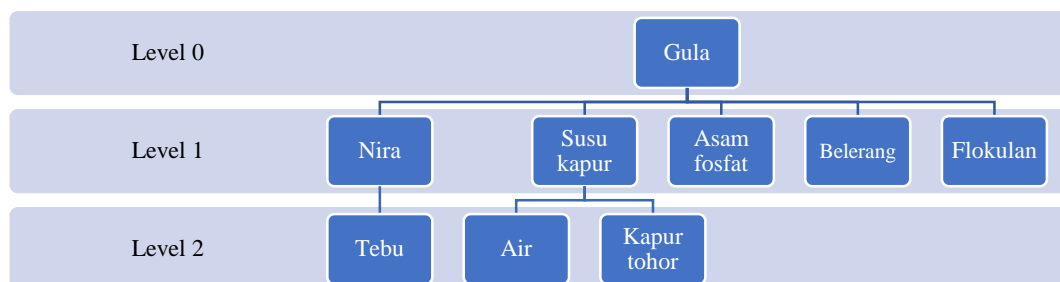 Level 0
Gula
Level 1
Nira
Susu
kapur
Asam
fosfat
Belerang
Flokulan
Level 2
Tebu
Air
Kapur
tohor